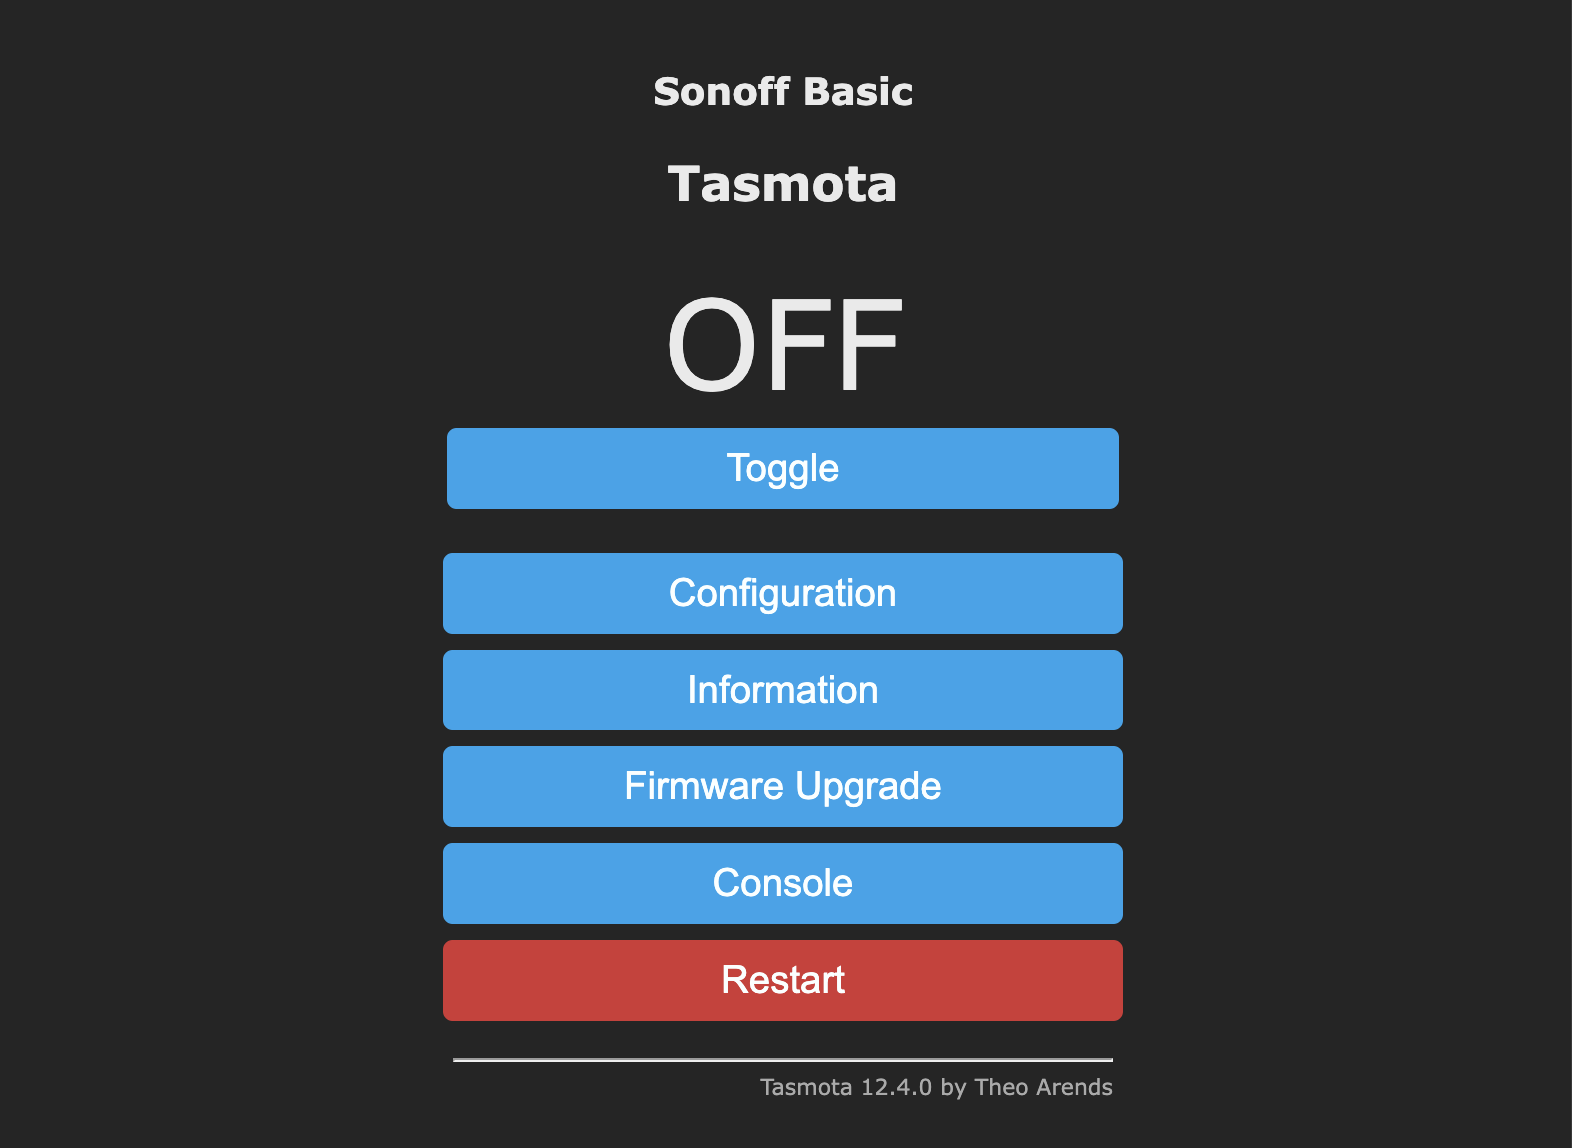 Sonoff Basic
Tasmota
OFF
Toggle
Configuration
Information
Firmware Upgrade
Console
Restart
Tasmota 12.4.0 by Theo Arends